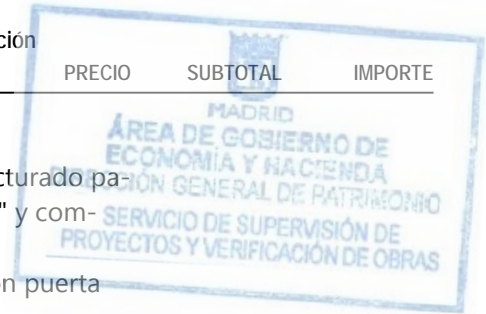 ción
PRECIO SUBTOTAL IMPORTE
MADRID
ÁREA DE GOBIERNO DE
ECONOMÍA Y HACIENDA
cturado pa-
DIRECCIÓN GENERAL DE PATRIMONIO
" y com-
SERVICIO DE SUPERVISIÓN DE
PROYECTOS Y VERIFICACIÓN DE OBRAS
n puerta